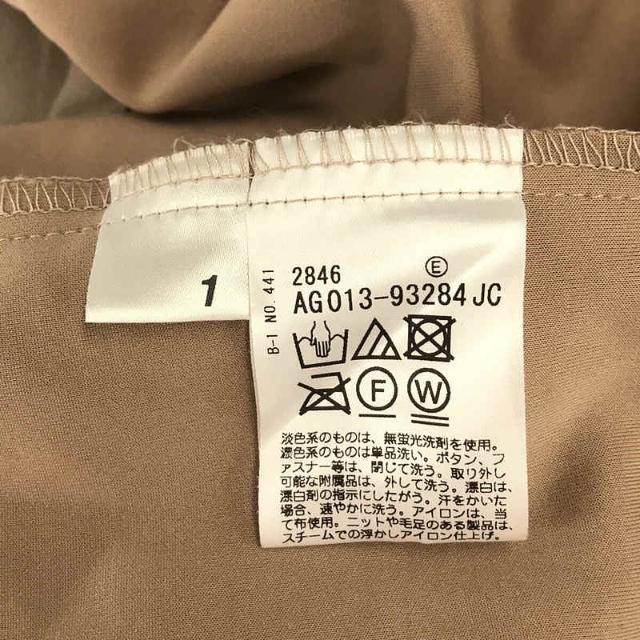 1
B-I NO. 441
2846 E
AG013-93284JC
F W
淡色系のものは、無蛍光洗剤を使用。
濃色系のものは単品洗い。ボタン、フ
ァスナー等は、閉じて洗う。取り外し
可能な附属品は、外して洗う。漂白は、
漂白剤の指示にしたがう。汗をかいた
場合、速やかに洗う。アイロンは、当
て布使用。ニットや毛足のある製品は、
スチームでの浮かしアイロン仕上げ。